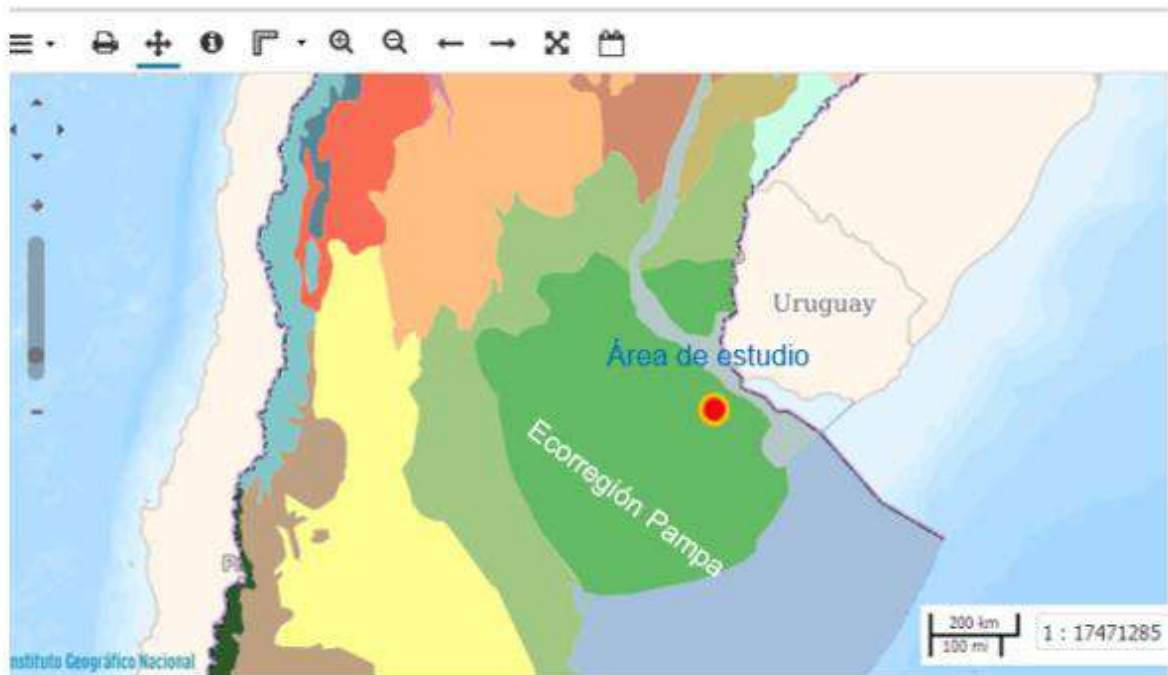 Uruguay
Área de estudio
Ecorregión Pampa
200 km
100 mi
1 : 17471285
nstituto Geográfico Nacional